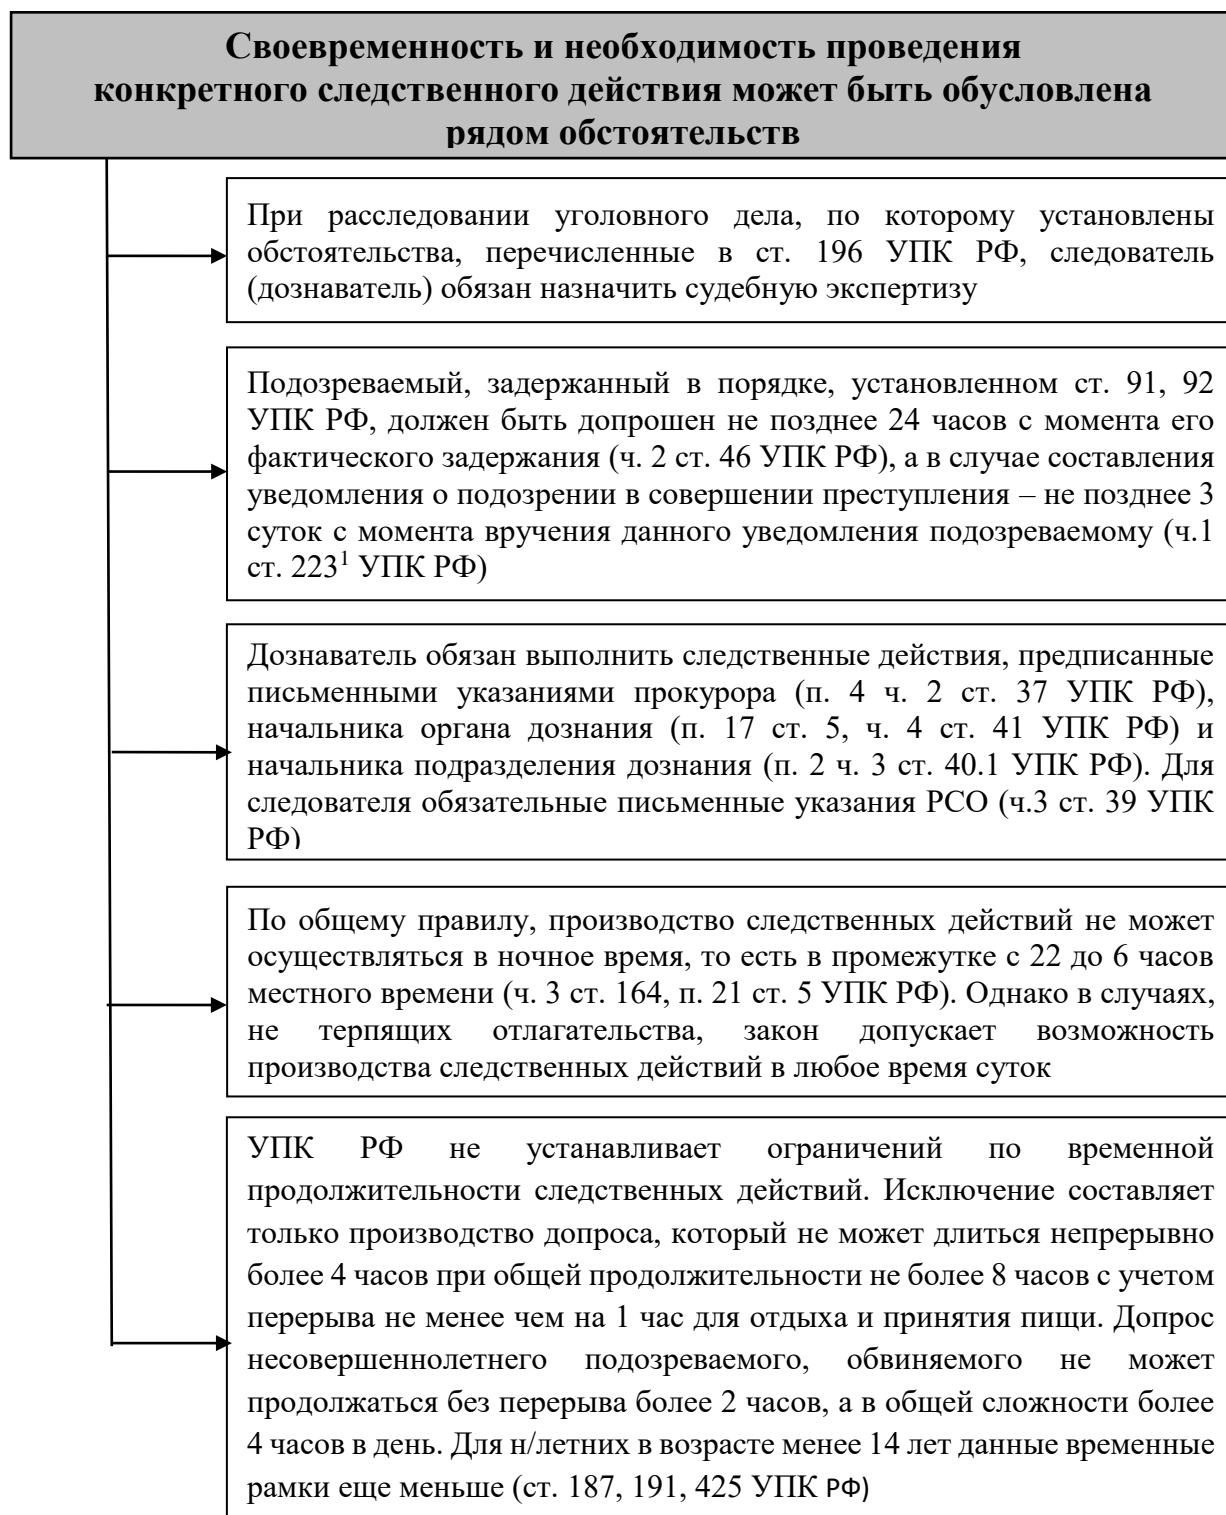 Своевременность и необходимость проведения
конкретного следственного действия может быть обусловлена
рядом обстоятельств
При расследовании уголовного дела, по которому установлены
обстоятельства, перечисленные в ст. 196 УПК РФ, следователь
(дознаватель) обязан назначить судебную экспертизу
Подозреваемый, задержанный в порядке, установленном ст. 91, 92
УПК РФ, должен быть допрошен не позднее 24 часов с момента его
фактического задержания (ч. 2 ст. 46 УПК РФ), а в случае составления
уведомления о подозрении в совершении преступления – не позднее 3
суток с момента вручения данного уведомления подозреваемому (ч.1
ст. 223¹ УПК РФ)
Дознаватель обязан выполнить следственные действия, предписанные
письменными указаниями прокурора (п. 4 ч. 2 ст. 37 УПК РФ),
начальника органа дознания (п. 17 ст. 5, ч. 4 ст. 41 УПК РФ) и
начальника подразделения дознания (п. 2 ч. 3 ст. 40.1 УПК РФ). Для
следователя обязательные письменные указания РСО (ч.3 ст. 39 УПК
РФ)
По общему правилу, производство следственных действий не может
осуществляться в ночное время, то есть в промежутке с 22 до 6 часов
местного времени (ч. 3 ст. 164, п. 21 ст. 5 УПК РФ). Однако в случаях,
не терпящих отлагательства, закон допускает возможность
производства следственных действий в любое время суток
УПК РФ не устанавливает ограничений по временной
продолжительности следственных действий. Исключение составляет
только производство допроса, который не может длиться непрерывно
более 4 часов при общей продолжительности не более 8 часов с учетом
перерыва не менее чем на 1 час для отдыха и принятия пищи. Допрос
несовершеннолетнего подозреваемого, обвиняемого не может
продолжаться без перерыва более 2 часов, а в общей сложности более
4 часов в день. Для н/летних в возрасте менее 14 лет данные временные
рамки еще меньше (ст. 187, 191, 425 УПК РФ)